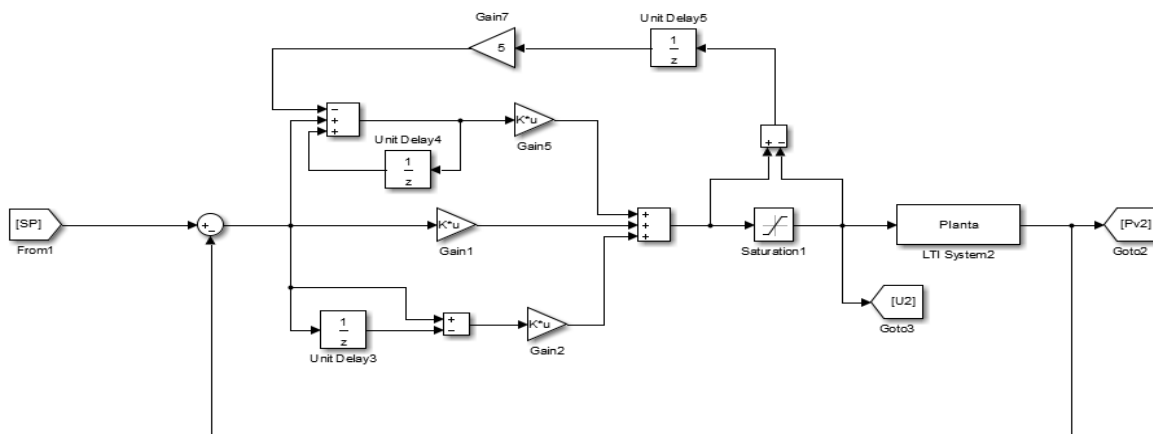 Gain7
5
Unit Delay5
1
z
−
+
+
Unit Delay4
1
z
K*u
Gain5
+ −
[SP]
From1
+
−
K*u
Gain1
+
+
+
Saturation1
Planta
LTI System2
[Pv2]
Goto2
[U2]
Goto3
1
z
Unit Delay3
+
−
K*u
Gain2